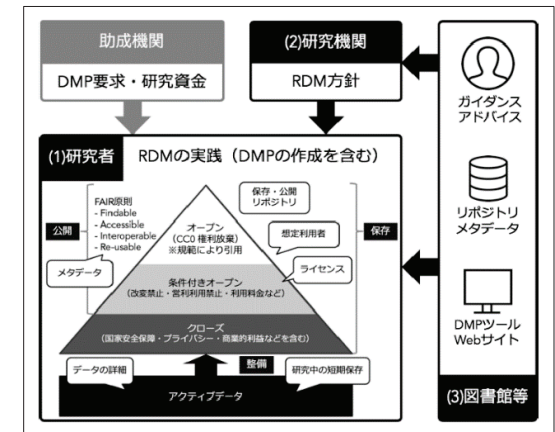 助成機関
DMP要求・研究資金
(2)研究機関
RDM方針
(1)研究者
RDMの実践（DMPの作成を含む）
FAIR原則
- Findable
- Accessible
- Interoperable
- Re-usable
公開
メタデータ
保存・公開
リポジトリ
オープン
（CC0 権利放棄）
※規範により引用
想定利用者
保存
ライセンス
条件付きオープン
（改変禁止・営利利用禁止・利用料金など）
クローズ
（国家安全保障・プライバシー・商業的利益などを含む）
データの詳細
整備
研究中の短期保存
アクティブデータ
ガイダンス
アドバイス
リポジトリ
メタデータ
DMPツール
Webサイト
(3)図書館等